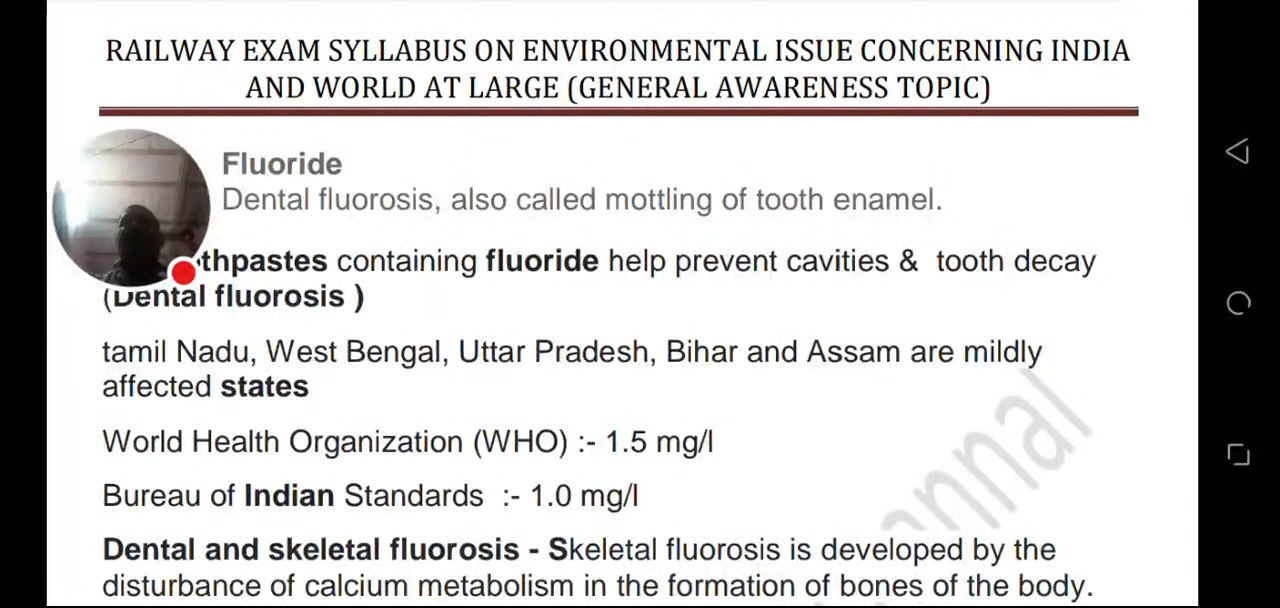 RAILWAY EXAM SYLLABUS ON ENVIRONMENTAL ISSUE CONCERNING INDIA
AND WORLD AT LARGE (GENERAL AWARENESS TOPIC)
Fluoride
Dental fluorosis, also called mottling of tooth enamel.
thpastes containing fluoride help prevent cavities & tooth decay
(Dental fluorosis )
tamil Nadu, West Bengal, Uttar Pradesh, Bihar and Assam are mildly
affected states
World Health Organization (WHO) :- 1.5 mg/l
Bureau of Indian Standards :- 1.0 mg/l
Dental and skeletal fluorosis - Skeletal fluorosis is developed by the
disturbance of calcium metabolism in the formation of bones of the body.